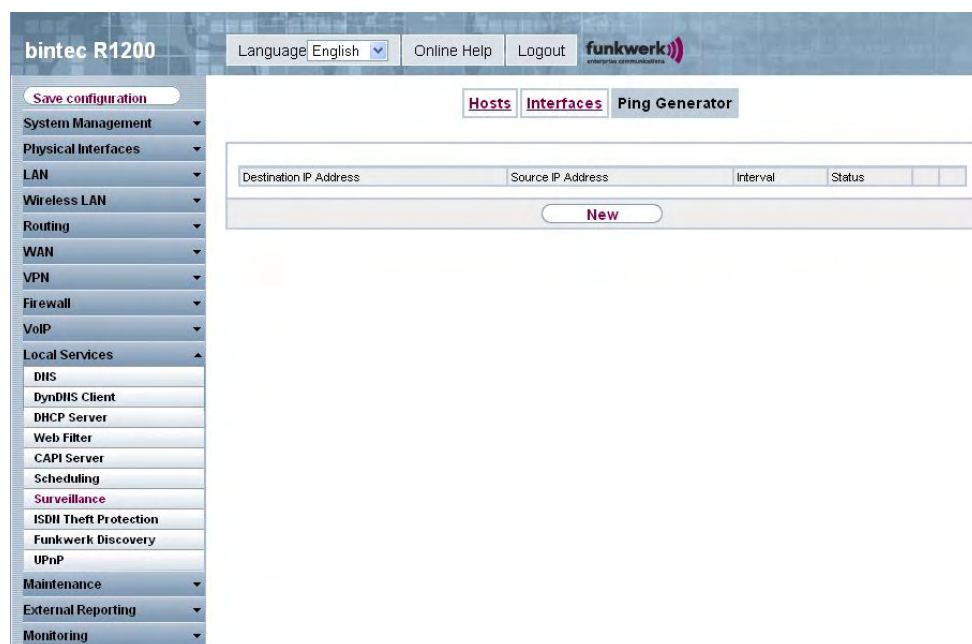 bintec R1200
Language English Online Help Logout funkwerk
enterprise communications
Save configuration
Hosts Interfaces Ping Generator
System Management
Physical Interfaces
LAN
Wireless LAN
Routing
WAN
VPN
Firewall
VoIP
Local Services
DNS
DynDNS Client
DHCP Server
Web Filter
CAPI Server
Scheduling
Surveillance
ISDN Theft Protection
Funkwerk Discovery
UPnP
Maintenance
External Reporting
Monitoring
Destination IP Address Source IP Address Interval Status
New